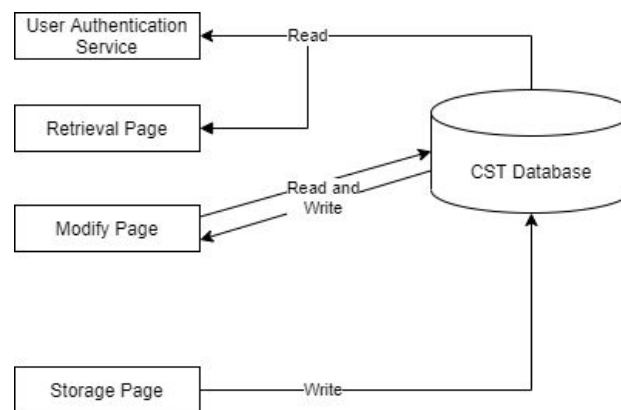 User Authentication
Service
Read
Retrieval Page
CST Database
Read and
Write
Modify Page
Storage Page
Write